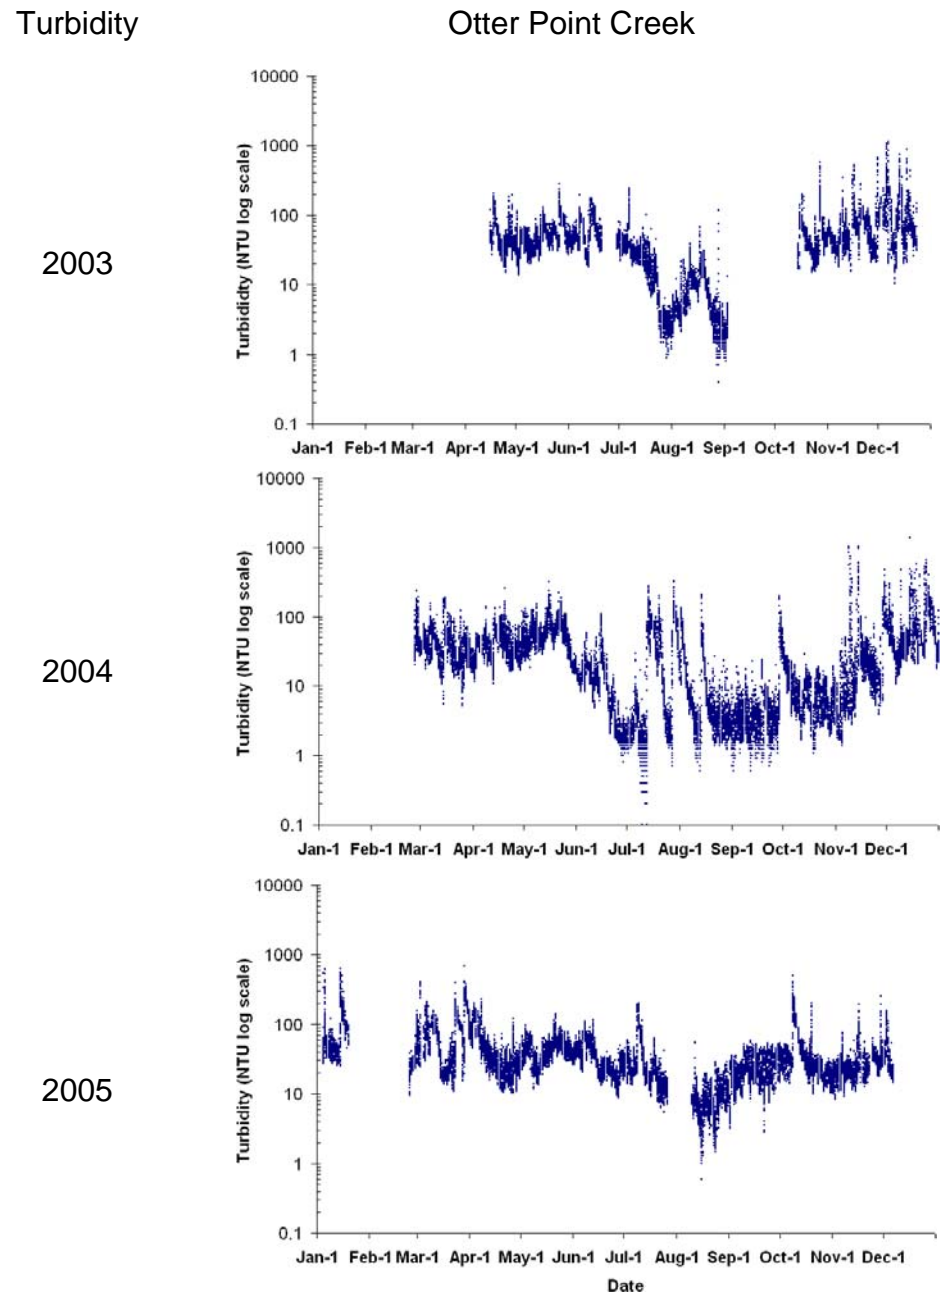 Turbidity Otter Point Creek
2003
Turbididity (NTU log scale)
10000
1000
100
10
1
0.1
Jan-1 Feb-1 Mar-1 Apr-1 May-1 Jun-1 Jul-1 Aug-1 Sep-1 Oct-1 Nov-1 Dec-1
2004
Turbidity (NTU log scale)
10000
1000
100
10
1
0.1
Jan-1 Feb-1 Mar-1 Apr-1 May-1 Jun-1 Jul-1 Aug-1 Sep-1 Oct-1 Nov-1 Dec-1
2005
Turbidity (NTU log scale)
10000
1000
100
10
1
0.1
Jan-1 Feb-1 Mar-1 Apr-1 May-1 Jun-1 Jul-1 Aug-1 Sep-1 Oct-1 Nov-1 Dec-1
Date